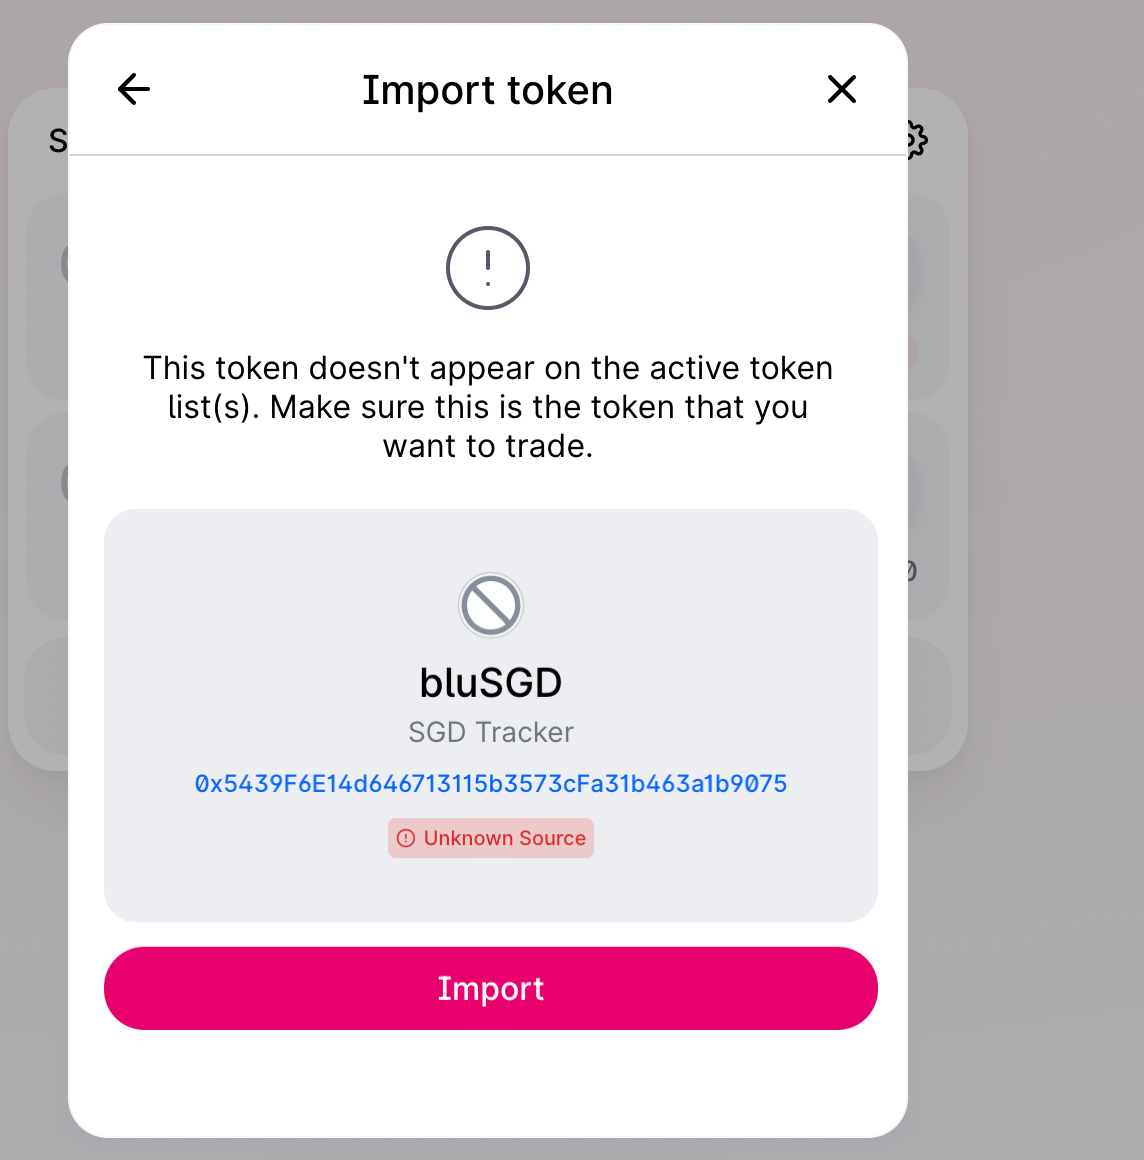 Import token
S
This token doesn't appear on the active token
list(s). Make sure this is the token that you
want to trade.
0
bluSGD
SGD Tracker
0x5439F6E14d646713115b3573cFa31b463a1b9075
Unknown Source
Import